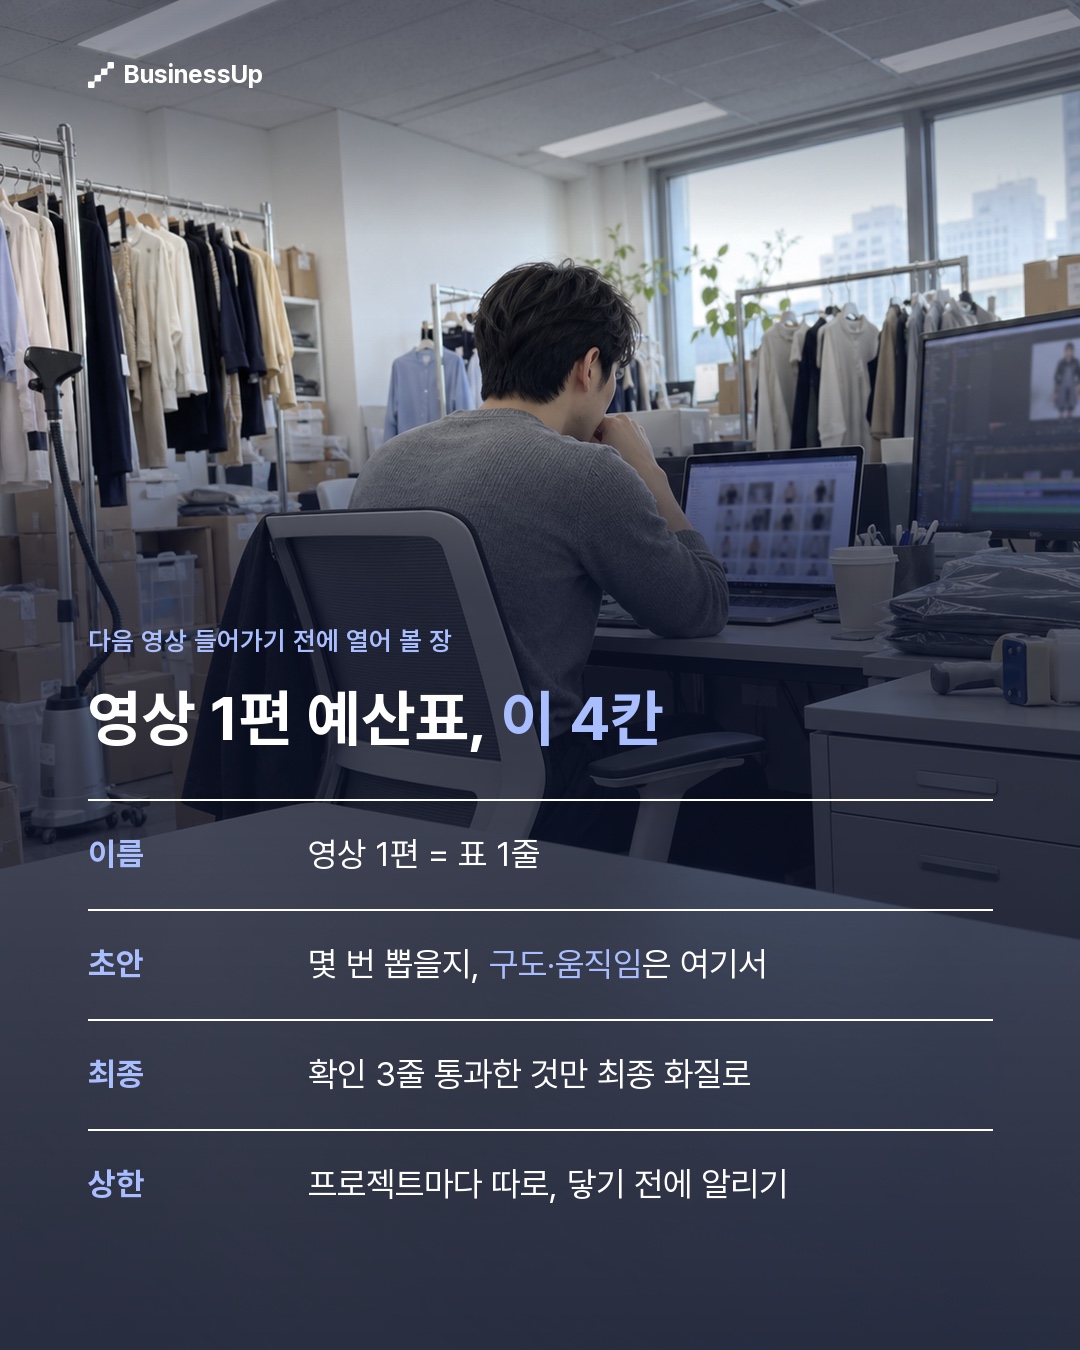 BusinessUp
다음 영상 들어가기 전에 열어 볼 장
영상 1편 예산표, 이 4칸
이름 영상 1편 = 표 1줄
초안 몇 번 뽑을지, 구도·움직임은 여기서
최종 확인 3줄 통과한 것만 최종 화질로
상한 프로젝트마다 따로, 닿기 전에 알리기